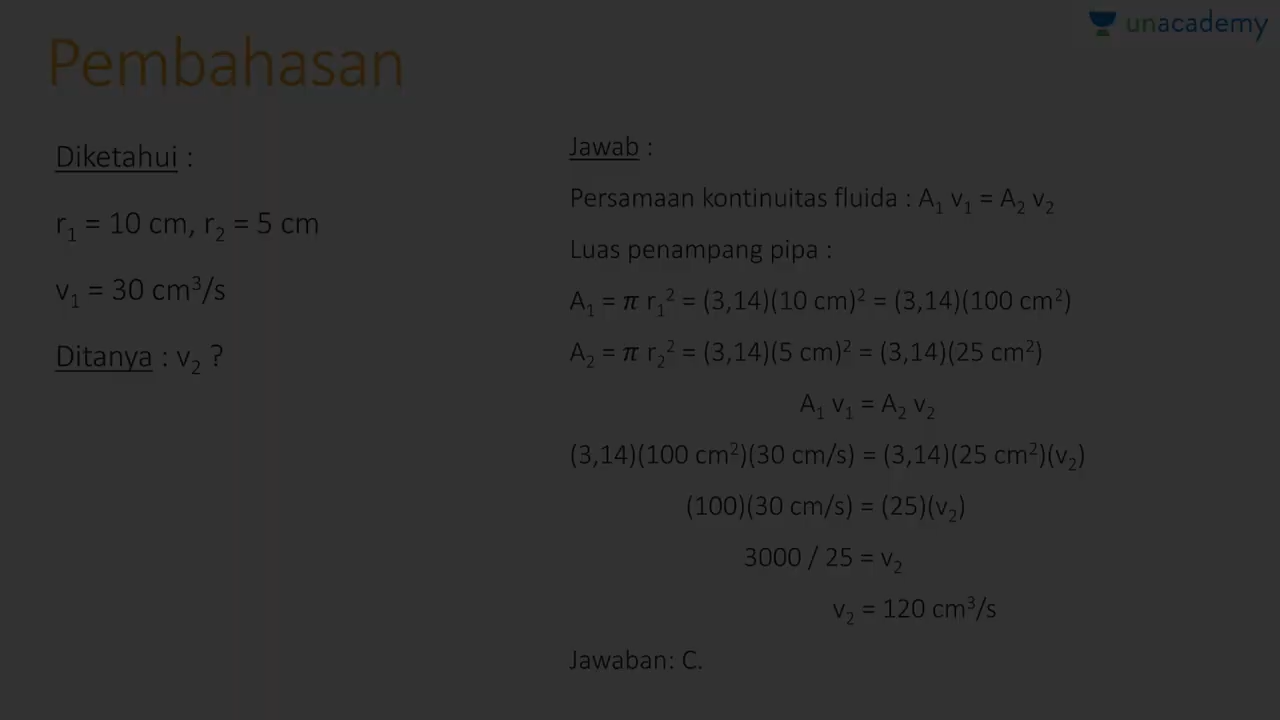 unacademy
Pembahasan
Diketahui :
r₁ = 10 cm, r₂ = 5 cm
v₁ = 30 cm³/s
Ditanya : v₂ ?
Jawab :
Persamaan kontinuitas fluida : A₁ v₁ = A₂ v₂
Luas penampang pipa :
A₁ = π r₁² = (3,14)(10 cm)² = (3,14)(100 cm²)
A₂ = π r₂² = (3,14)(5 cm)² = (3,14)(25 cm²)
A₁ v₁ = A₂ v₂
(3,14)(100 cm²)(30 cm/s) = (3,14)(25 cm²)(v₂)
(100)(30 cm/s) = (25)(v₂)
3000 / 25 = v₂
v₂ = 120 cm³/s
Jawaban: C.